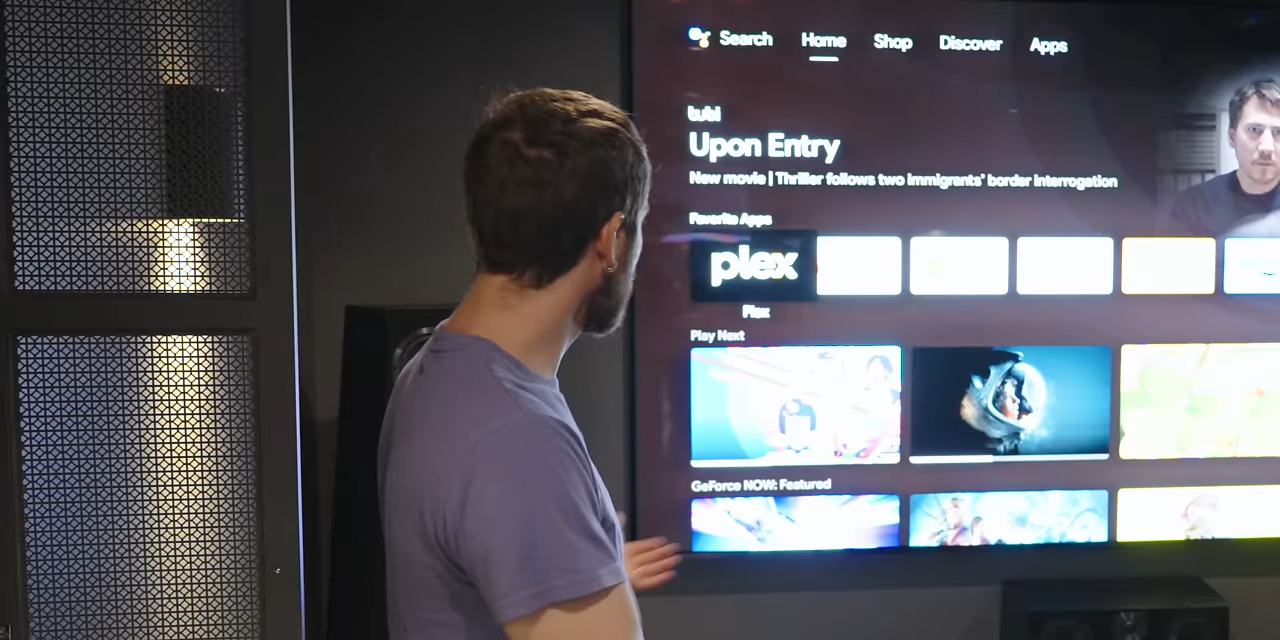 Search Home Shop Discover Apps
tubi
Upon Entry
New movie | Thriller follows two immigrants' border interrogation
Favorite Apps
plex
Plex
Play Next
GeForce NOW: Featured